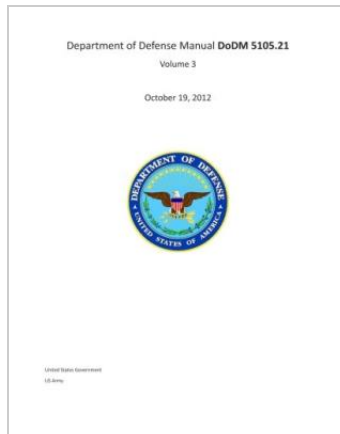 Department of Defense Manual DoDM 5105.21
Volume 3
October 19, 2012
DEPARTMENT OF DEFENSE
UNITED STATES OF AMERICA
United States Government
US Army